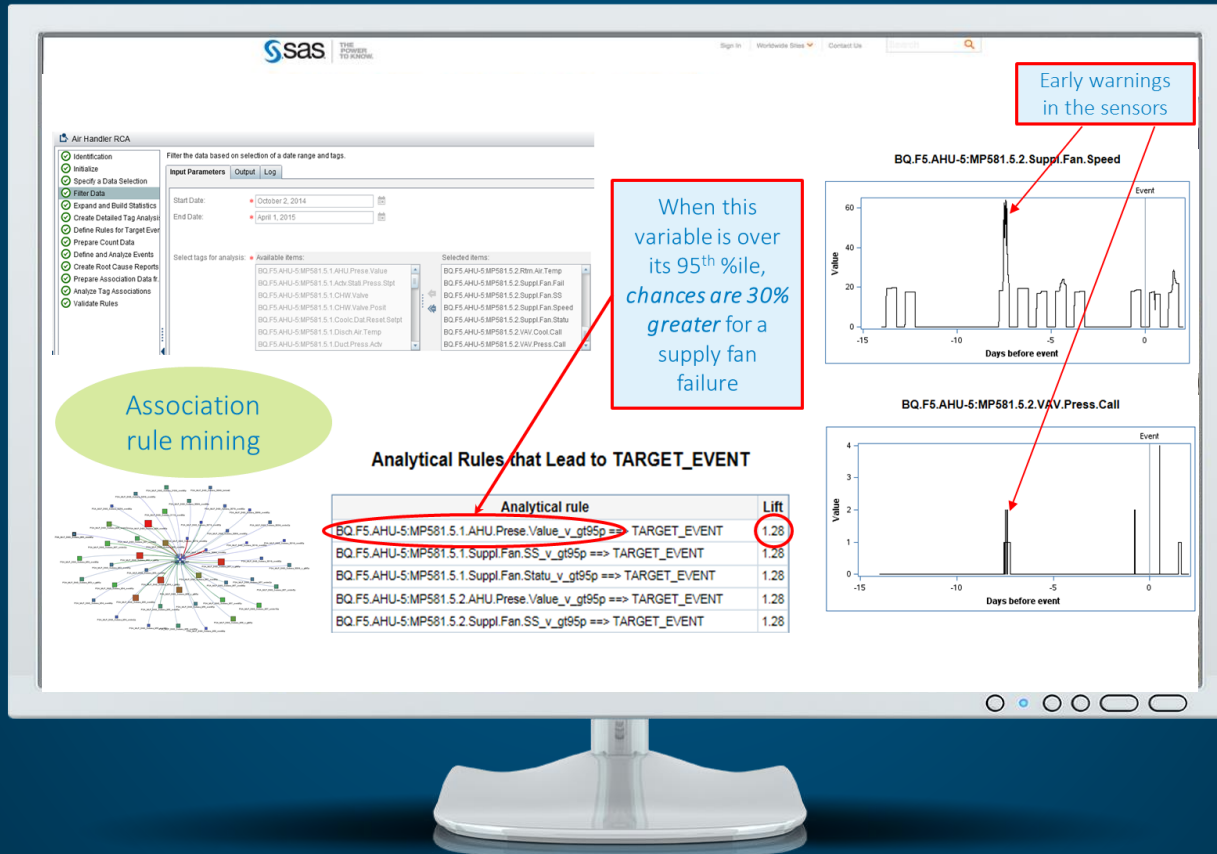 sas
THE
POWER
TO KNOW.
Sign In
Worldwide Sites
Contact Us
Search
Early warnings
in the sensors
Air Handler RCA
Identification
Initialize
Specify a Data Selection
Filter Data
Expand and Build Statistics
Create Detailed Tag Analysis
Define Rules for Target Even
Prepare Count Data
Define and Analyze Events
Create Root Cause Reports
Prepare Association Data fr
Analyze Tag Associations
Validate Rules
Filter the data based on selection of a date range and tags.
Input Parameters Output Log
Start Date: * October 2, 2014
End Date: * April 1, 2015
Select tags for analysis: * Available items:
BQ.F5.AHU-5:MP581.5.1.AHU.Prese.Value
BQ.F5.AHU-5:MP581.5.1.Actv.Stati.Press.Stpt
BQ.F5.AHU-5:MP581.5.1.CHW.Valve
BQ.F5.AHU-5:MP581.5.1.CHW.Valve.Posit
BQ.F5.AHU-5:MP581.5.1.Coolc.Dat.Reset.Setpt
BQ.F5.AHU-5:MP581.5.1.Disch.Air.Temp
BQ.F5.AHU-5:MP581.5.1.Duct.Press.Actv
Selected items:
BQ.F5.AHU-5:MP581.5.2.Rtrn.Air.Temp
BQ.F5.AHU-5:MP581.5.2.Suppl.Fan.Fail
BQ.F5.AHU-5:MP581.5.2.Suppl.Fan.SS
BQ.F5.AHU-5:MP581.5.2.Suppl.Fan.Speed
BQ.F5.AHU-5:MP581.5.2.Suppl.Fan.Statu
BQ.F5.AHU-5:MP581.5.2.VAV.Cool.Call
BQ.F5.AHU-5:MP581.5.2.VAV.Press.Call
When this
variable is over
its 95th %ile,
chances are 30%
greater for a
supply fan
failure
BQ.F5.AHU-5:MP581.5.2.Suppl.Fan.Speed
Event
60
40
20
0
Value
-15 -10 -5 0
Days before event
Association
rule mining
BQ.F5.AHU-5:MP581.5.2.VAV.Press.Call
Event
4
3
2
1
0
Value
-15 -10 -5 0
Days before event
Analytical Rules that Lead to TARGET_EVENT
Analytical rule Lift
BQ.F5.AHU-5:MP581.5.1.AHU.Prese.Value_v_gt95p ==> TARGET_EVENT 1.28
BQ.F5.AHU-5:MP581.5.1.Suppl.Fan.SS_v_gt95p ==> TARGET_EVENT 1.28
BQ.F5.AHU-5:MP581.5.1.Suppl.Fan.Statu_v_gt95p ==> TARGET_EVENT 1.28
BQ.F5.AHU-5:MP581.5.2.AHU.Prese.Value_v_gt95p ==> TARGET_EVENT 1.28
BQ.F5.AHU-5:MP581.5.2.Suppl.Fan.SS_v_gt95p ==> TARGET_EVENT 1.28